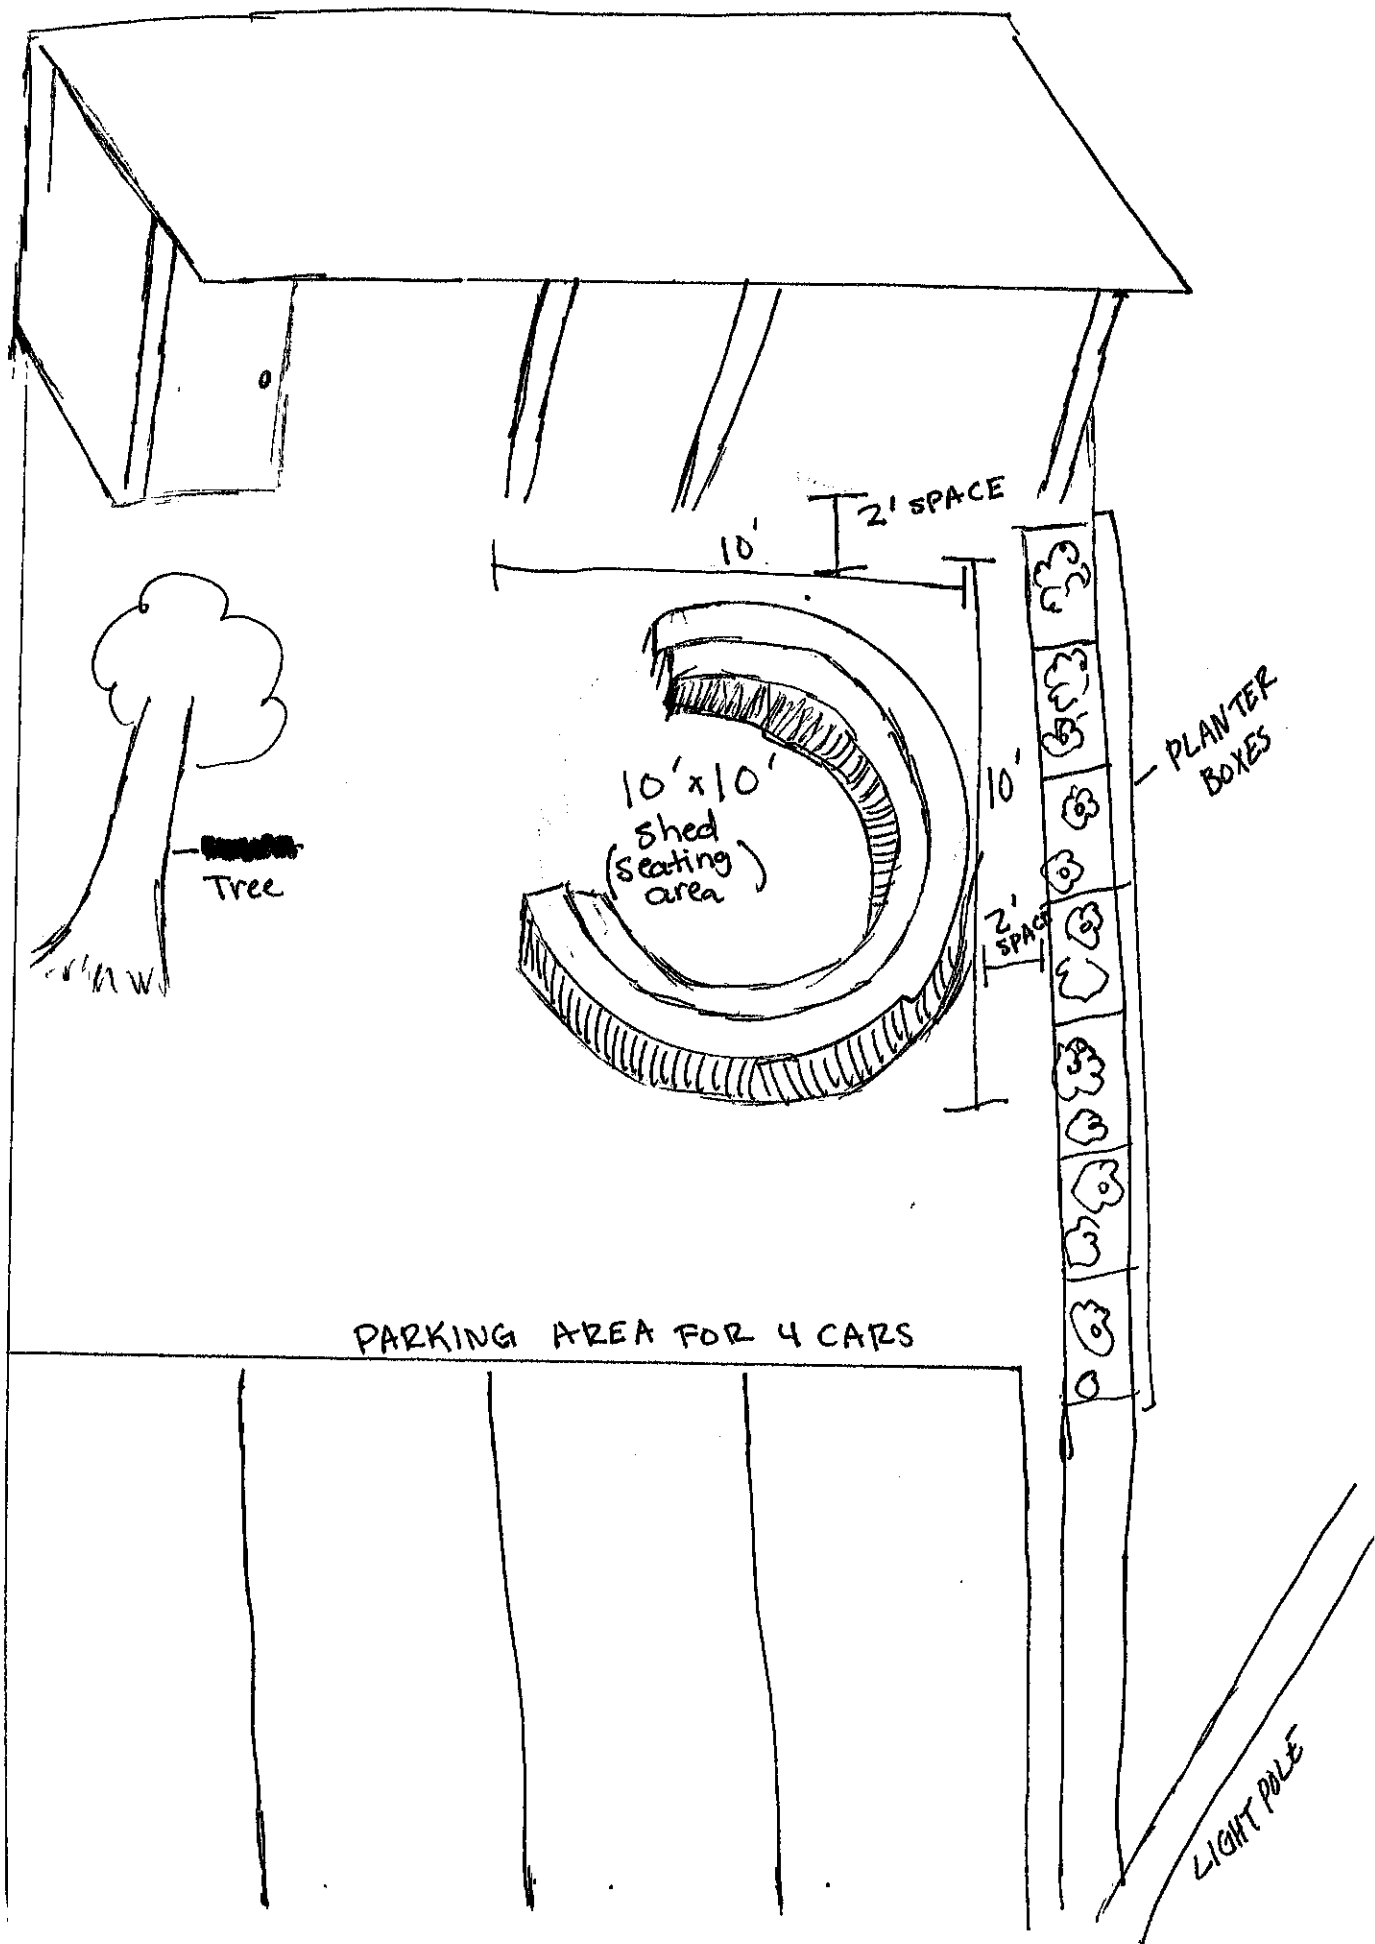 2' SPACE
10'
10'
10'x10'
shed
(seating
area)
2'
SPACE
PLANTER
BOXES
Tree
PARKING AREA FOR 4 CARS
LIGHT POLE